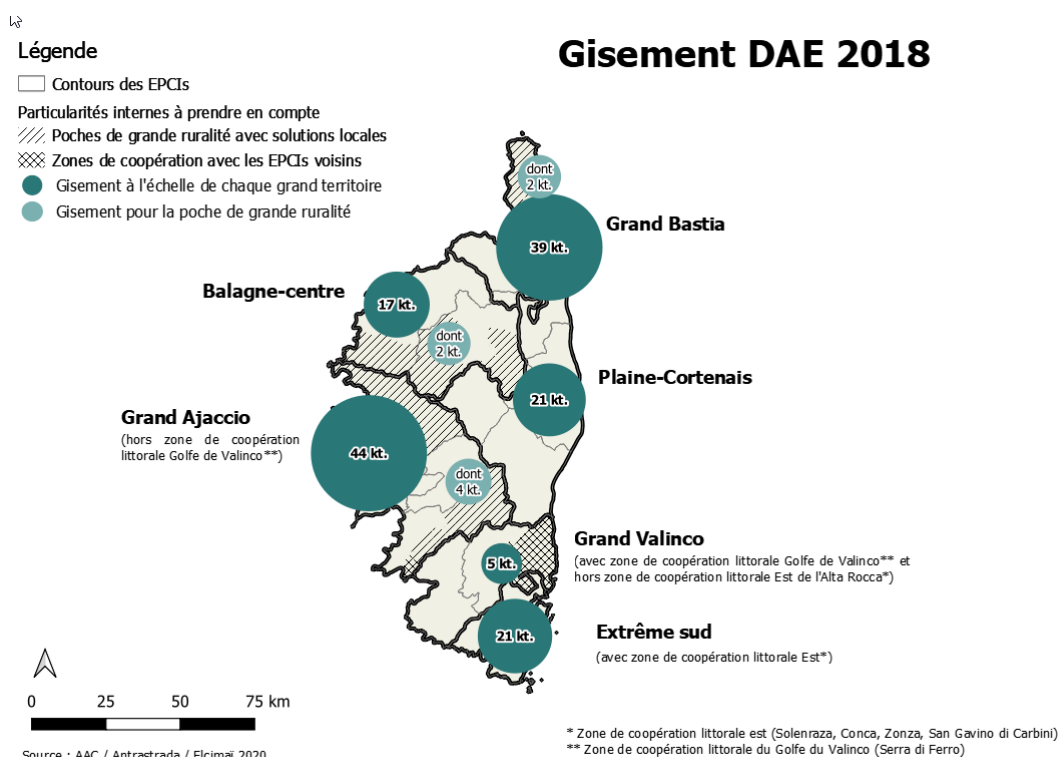 Gisement DAE 2018
Légende
Contours des EPCIs
Particularités internes à prendre en compte
Poches de grande ruralité avec solutions locales
Zones de coopération avec les EPCIs voisins
Gisement à l'échelle de chaque grand territoire
Gisement pour la poche de grande ruralité
dont
2 kt.
Grand Bastia
39 kt.
Balagne-centre
17 kt.
dont
2 kt.
Plaine-Cortenais
21 kt.
Grand Ajaccio
(hors zone de coopération
littorale Golfe de Valinco**)
44 kt.
dont
4 kt.
Grand Valinco
(avec zone de coopération littorale Golfe de Valinco** et
hors zone de coopération littorale Est de l'Alta Rocca*)
5 kt.
Extrême sud
(avec zone de coopération littorale Est*)
21 kt.
0 25 50 75 km
* Zone de coopération littorale est (Solenraza, Conca, Zonza, San Gavino di Carbini)
** Zone de coopération littorale du Golfe du Valinco (Serra di Ferro)
Source : AAC / Antrastrada / Elcimaï 2020